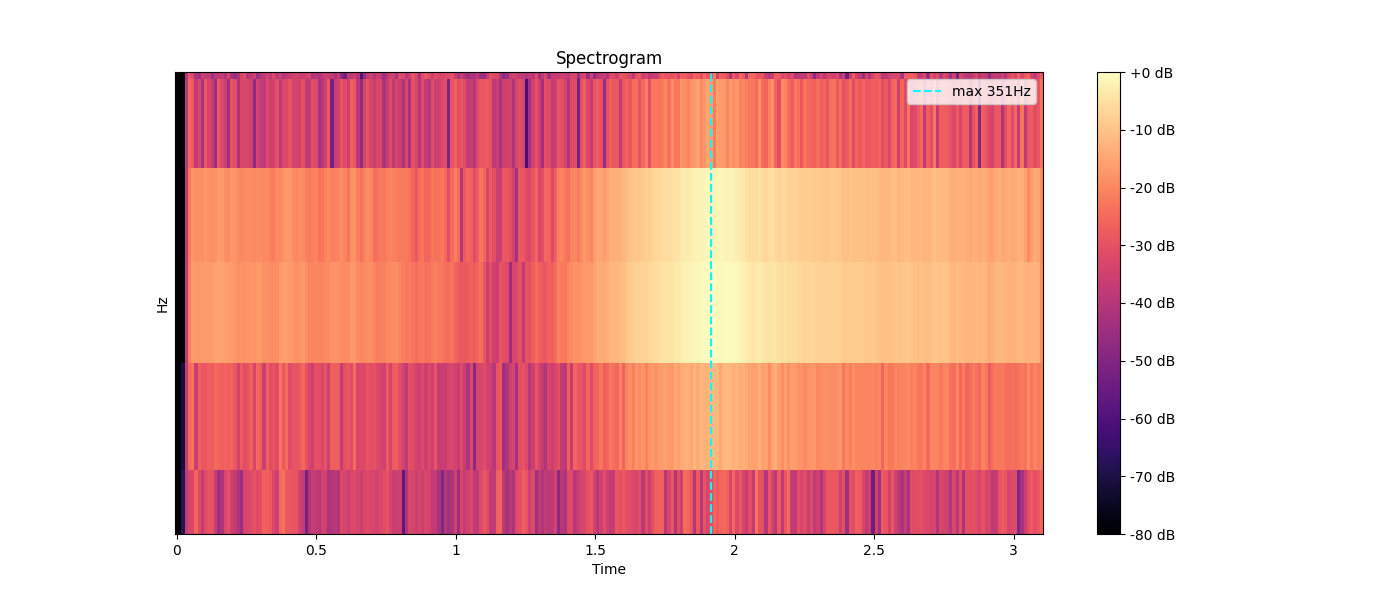 Spectrogram
max 351Hz
Hz
0 0.5 1 1.5 2 2.5 3
Time
+0 dB
-10 dB
-20 dB
-30 dB
-40 dB
-50 dB
-60 dB
-70 dB
-80 dB